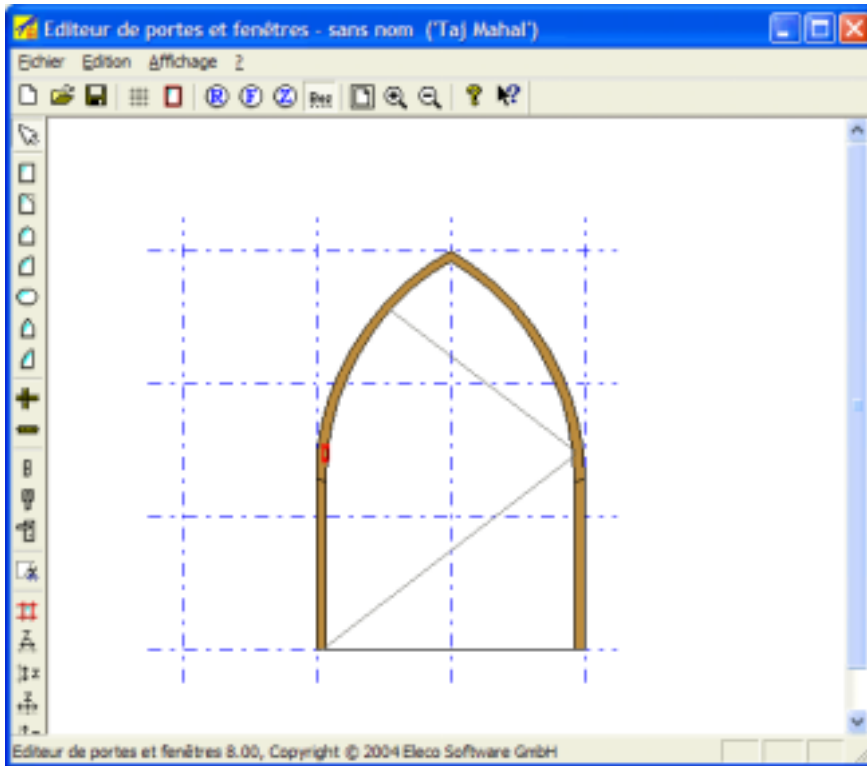 Editeur de portes et fenêtres - sans nom ('Taj Mahal')
Fichier Edition Affichage ?
R F Z
Editeur de portes et fenêtres 8.00, Copyright © 2004 Eleco Software GmbH